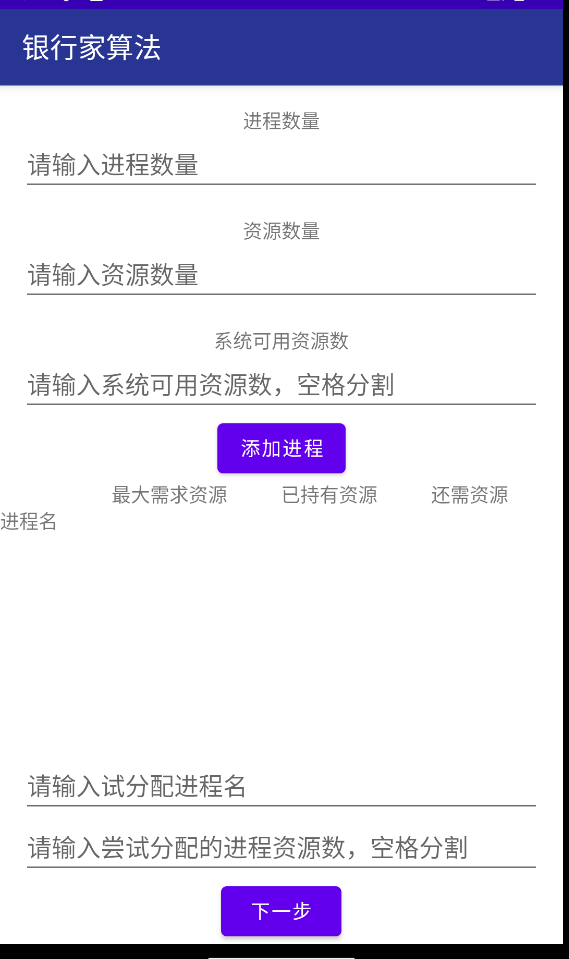 银行家算法
进程数量
请输入进程数量
资源数量
请输入资源数量
系统可用资源数
请输入系统可用资源数，空格分割
添加进程
最大需求资源 已持有资源 还需资源
进程名
请输入试分配进程名
请输入尝试分配的进程资源数，空格分割
下一步